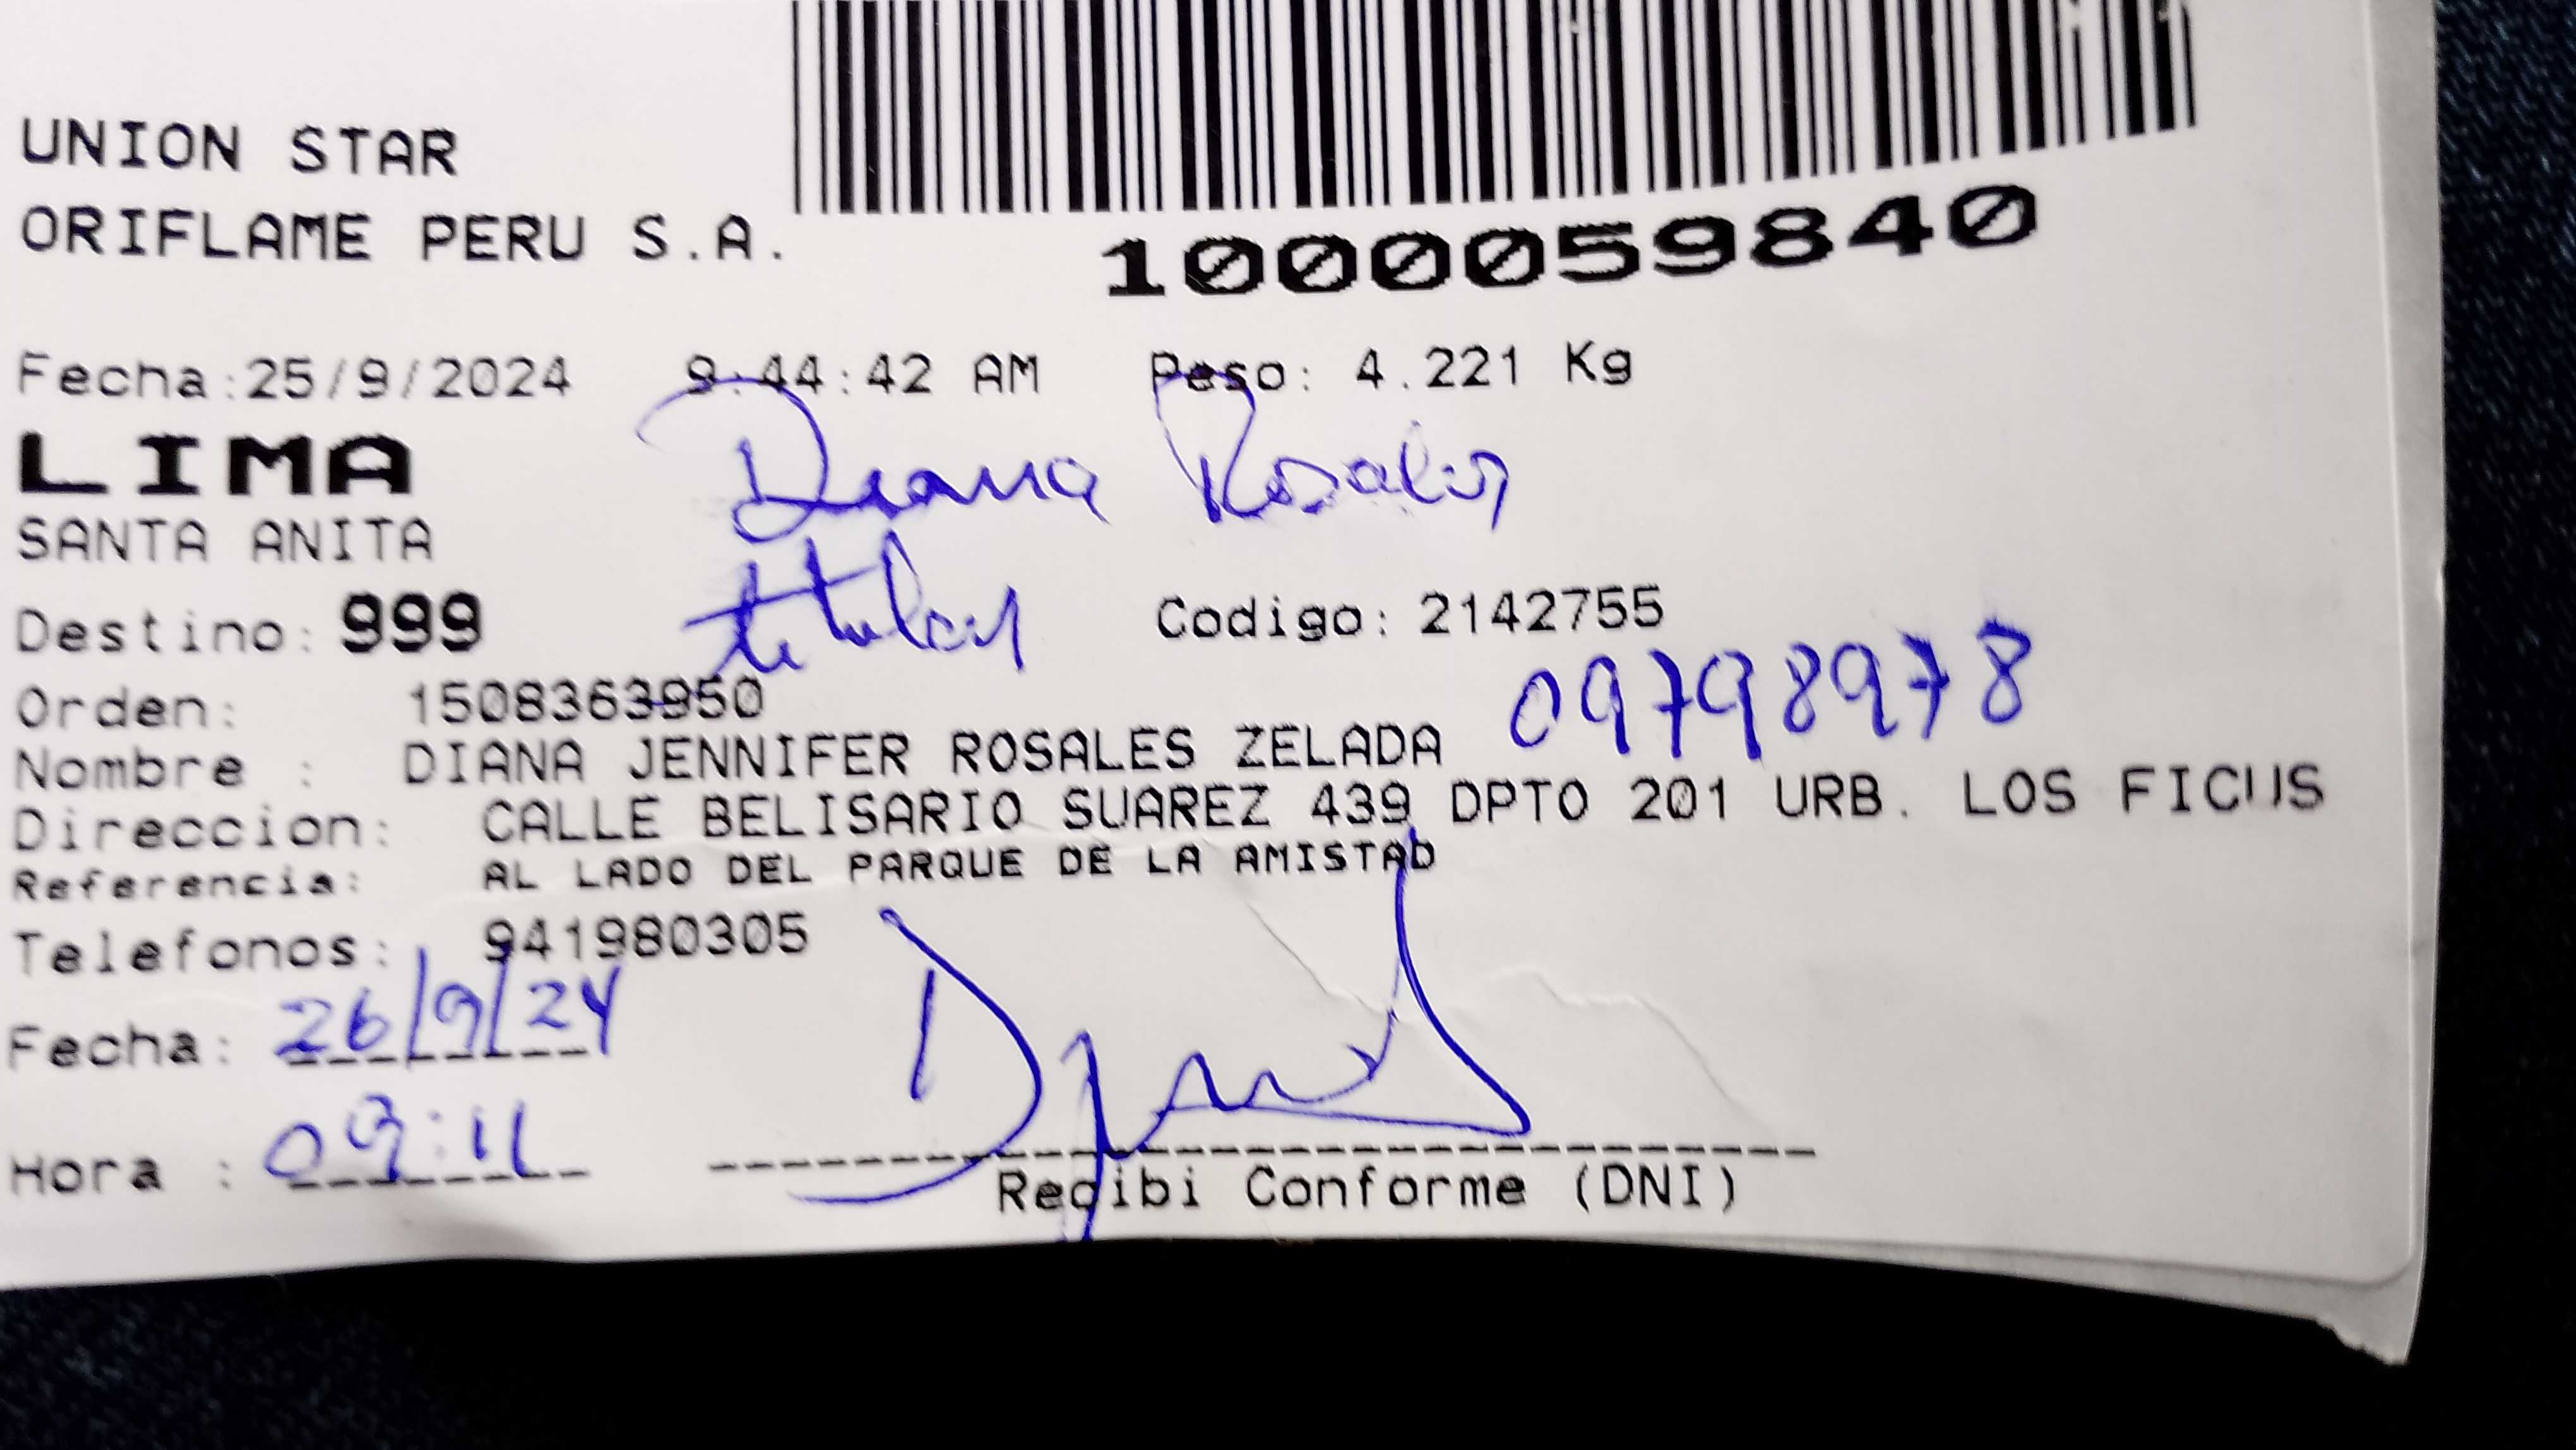 UNION STAR
ORIFLAME PERU S.A.
1000059840
Fecha:25/9/2024 9:44:42 AM Peso: 4.221 Kg
LIMA
Diana Rosales
SANTA ANITA
titular
Destino: 999 Codigo: 2142755
Orden: 1508363950
09798978
Nombre : DIANA JENNIFER ROSALES ZELADA
Direccion: CALLE BELISARIO SUAREZ 439 DPTO 201 URB. LOS FICUS
Referencia: AL LADO DEL PARQUE DE LA AMISTAD
Telefonos: 941980305
Fecha: 26/9/24
Hora : 09:11
Recibi Conforme (DNI)